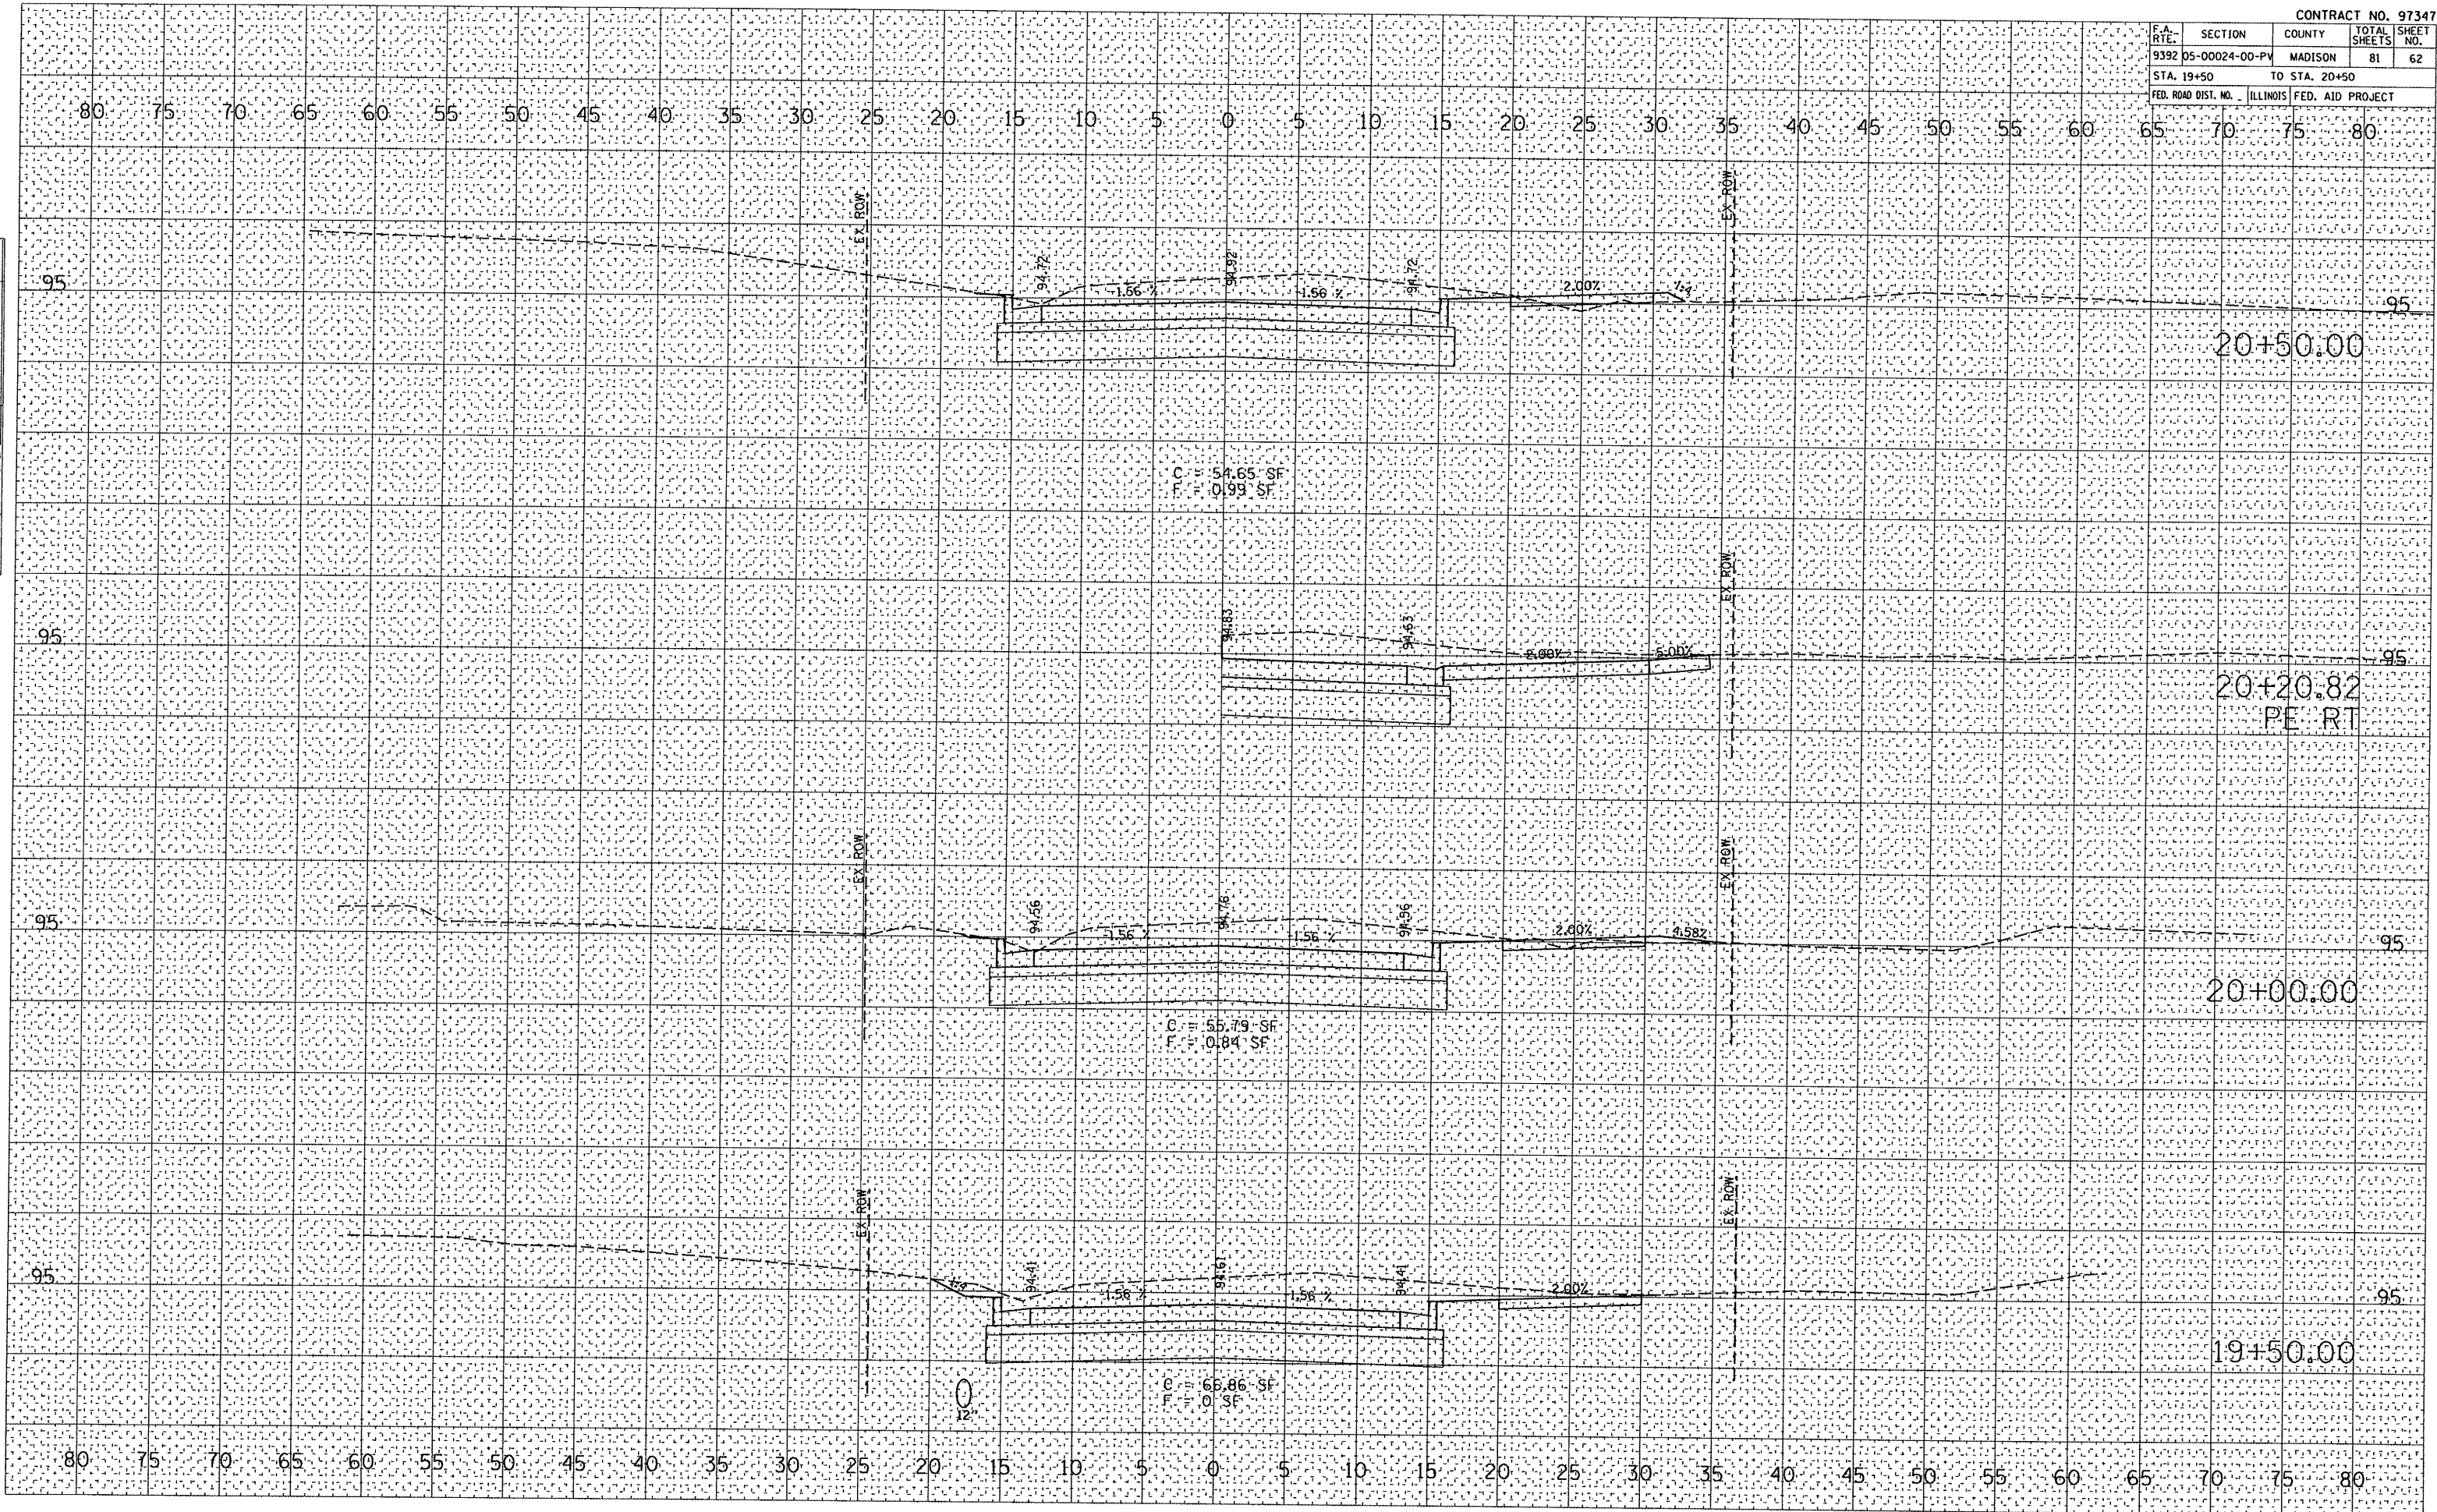 CONTRACT NO. 97347
F.A. RTE. SECTION COUNTY TOTAL SHEETS SHEET NO.
9392 05-00024-00-PV MADISON 81 62
STA. 19+50 TO STA. 20+50
FED. ROAD DIST. NO. _ ILLINOIS FED. AID PROJECT
80 75 70 65 60 55 50 45 40 35 30 25 20 15 10 5 0 5 10 15 20 25 30 35 40 45 50 55 60 65 70 75 80
EX ROW
EX ROW
94.72
94.92
94.72
95
-1.56 %
-1.56 %
2.00%
1:4
95
20+50.00
C = 54.65 SF
F = 0.99 SF
EX ROW
94.83
94.63
95
2.00%
5.00%
95
20+20.82
PE RT
EX ROW
EX ROW
94.56
94.76
94.56
95
-1.56 %
-1.56 %
2.00%
4.58%
95
20+00.00
C = 55.79 SF
F = 0.84 SF
EX ROW
EX ROW
94.41
94.61
94.41
95
1:4
-1.56 %
-1.56 %
2.00%
95
19+50.00
C = 66.86 SF
F = 0 SF
12"
80 75 70 65 60 55 50 45 40 35 30 25 20 15 10 5 0 5 10 15 20 25 30 35 40 45 50 55 60 65 70 75 80